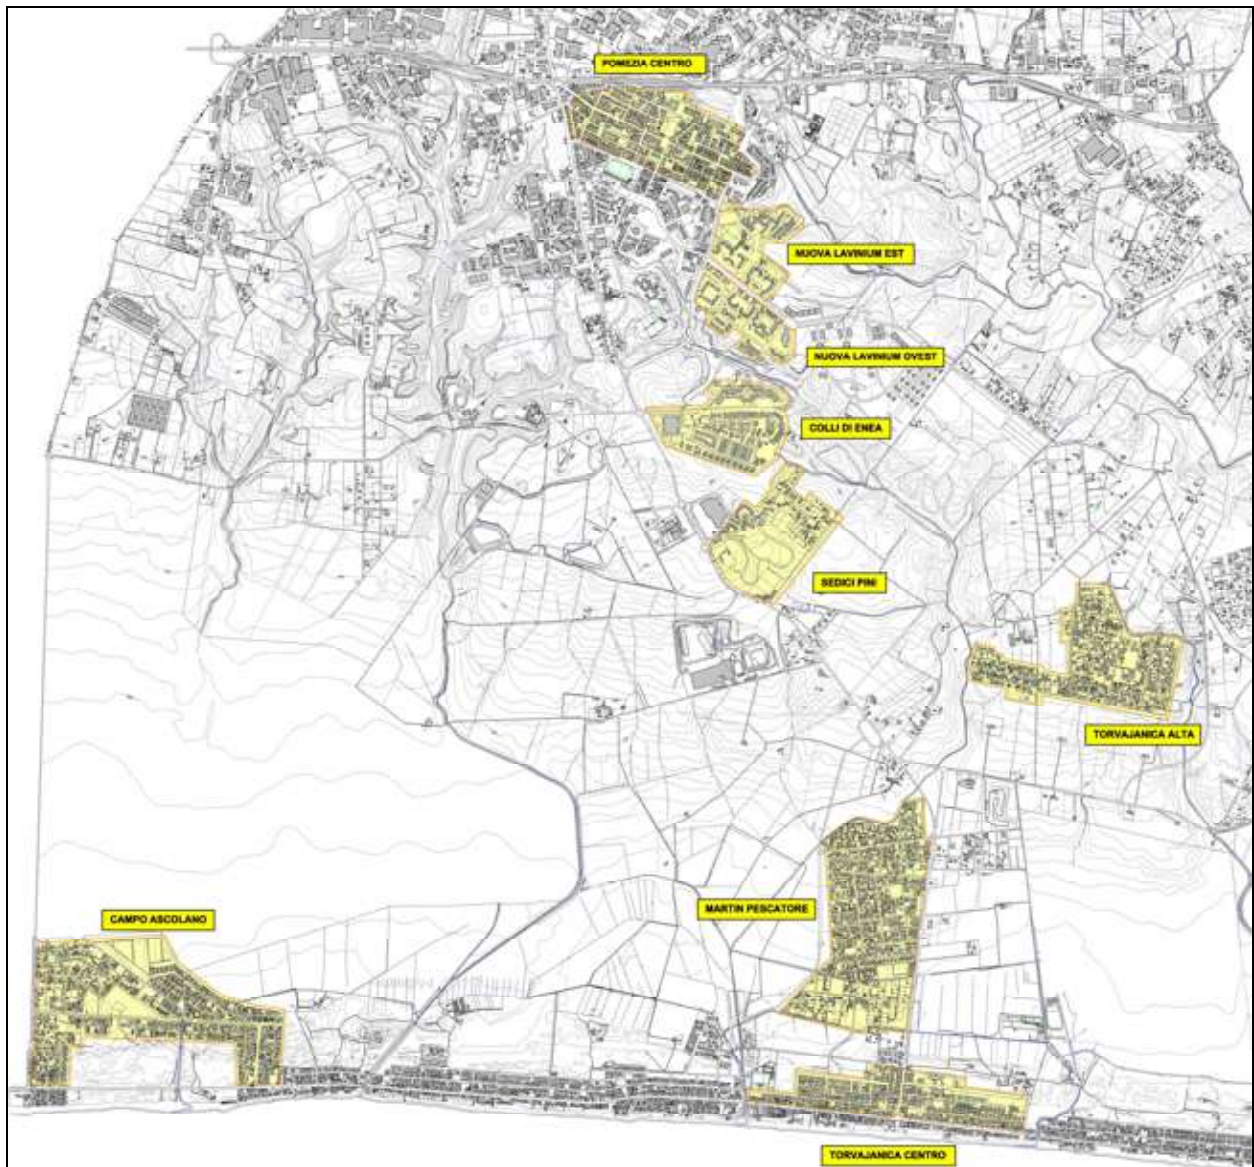 POMEZIA CENTRO
NUOVA LAVINIUM EST
NUOVA LAVINIUM OVEST
COLLI DI ENEA
SEDICI PINI
TORVAJANICA ALTA
MARTIN PESCATORE
CAMPO ASCOLANO
TORVAJANICA CENTRO